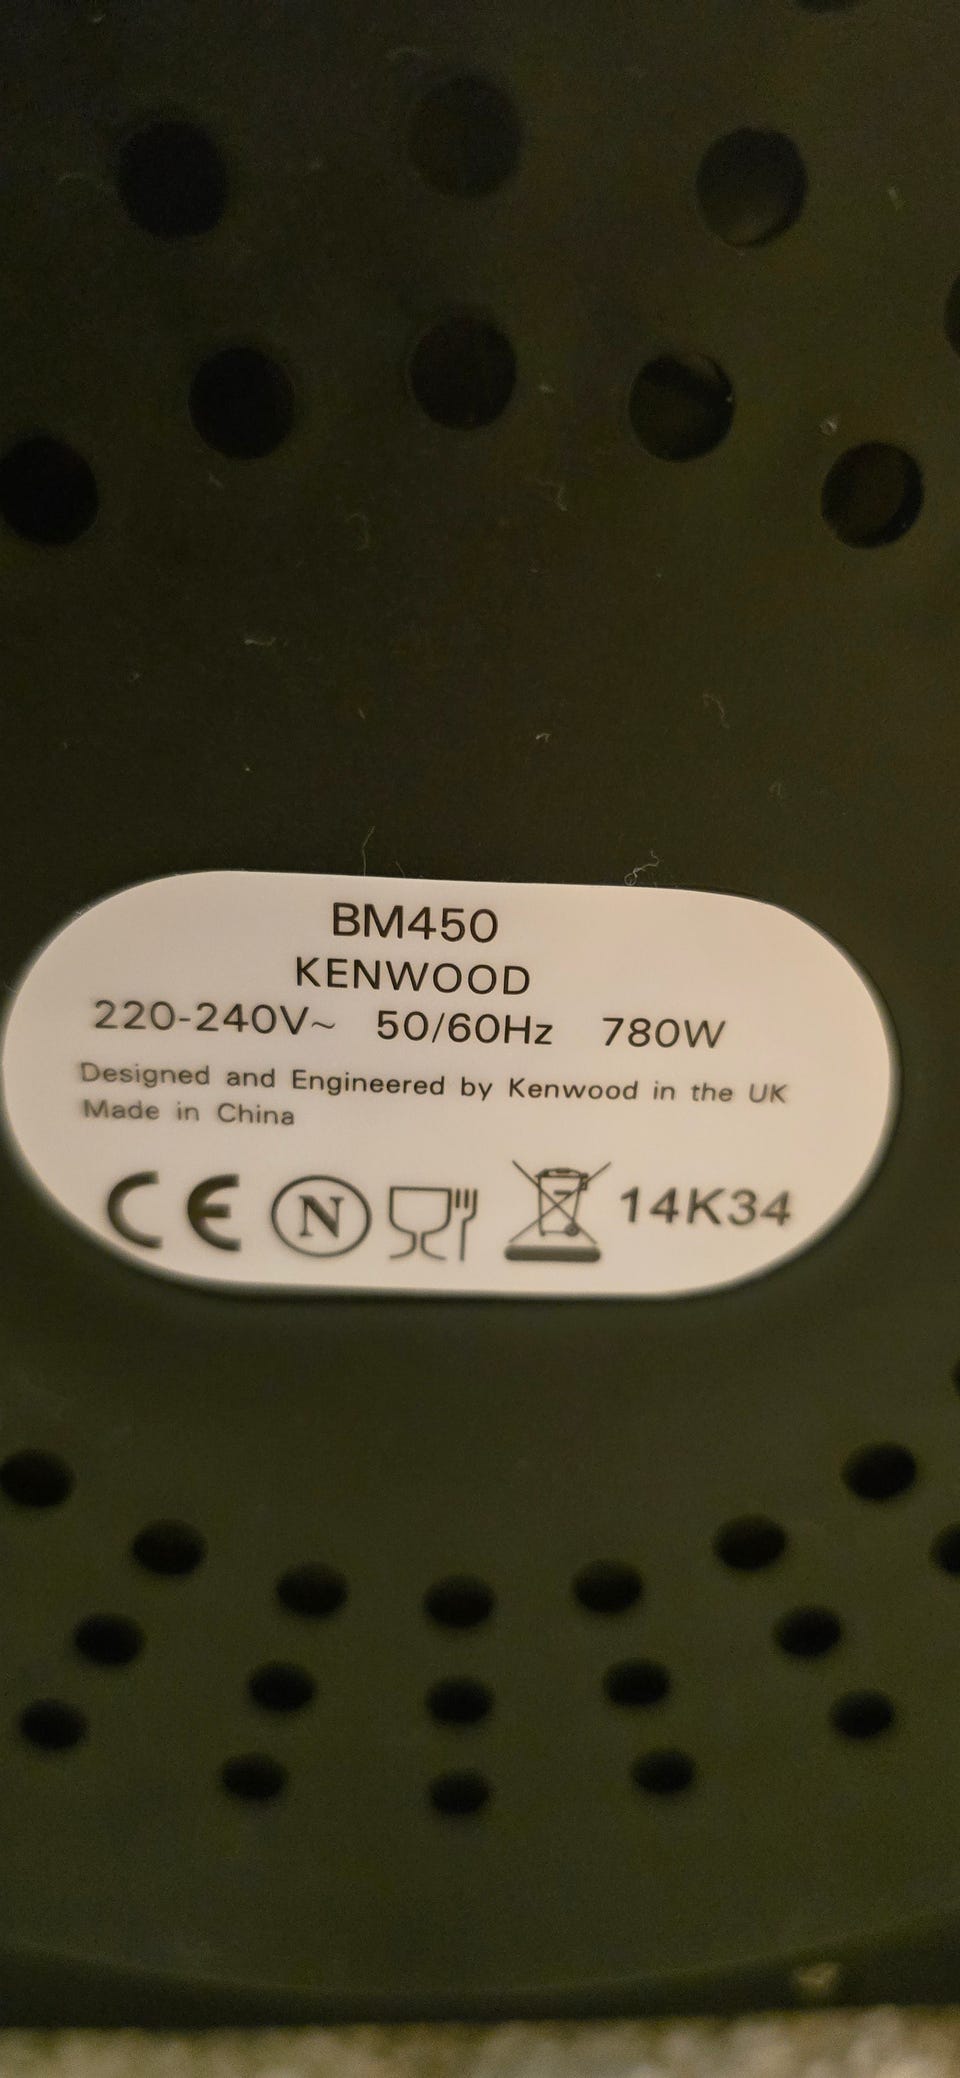 BM450
KENWOOD
220-240V~ 50/60Hz 780W
Designed and Engineered by Kenwood in the UK
Made in China
CE N 14K34